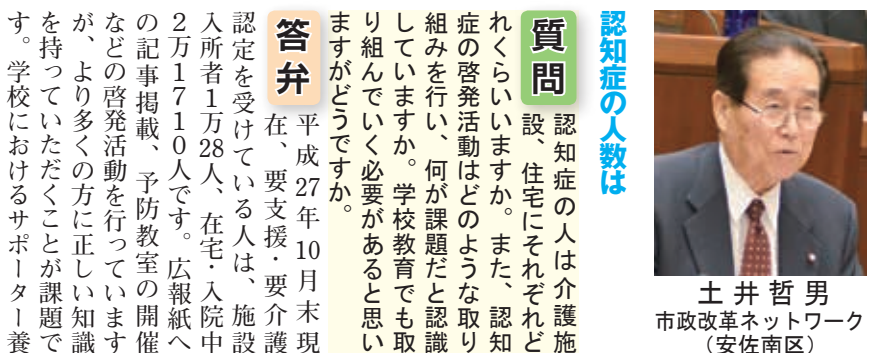 土井哲男
市政改革ネットワーク
（安佐南区）
認知症の人数は
質問
認知症の人は介護施
設、住宅にそれぞれど
れくらいいますか。また、認知
症の啓発活動はどのような取り
組みを行い、何が課題だと認識
していますか。学校教育でも取
り組んでいく必要があると思い
ますがどうですか。
答弁
平成27年10月末現
在、要支援・要介護
認定を受けている人は、施設
入所者１万28人、在宅・入院中
２万１７１０人です。広報紙へ
の記事掲載、予防教室の開催
などの啓発活動を行っています
が、より多くの方に正しい知識
を持っていただくことが課題で
す。学校におけるサポーター養